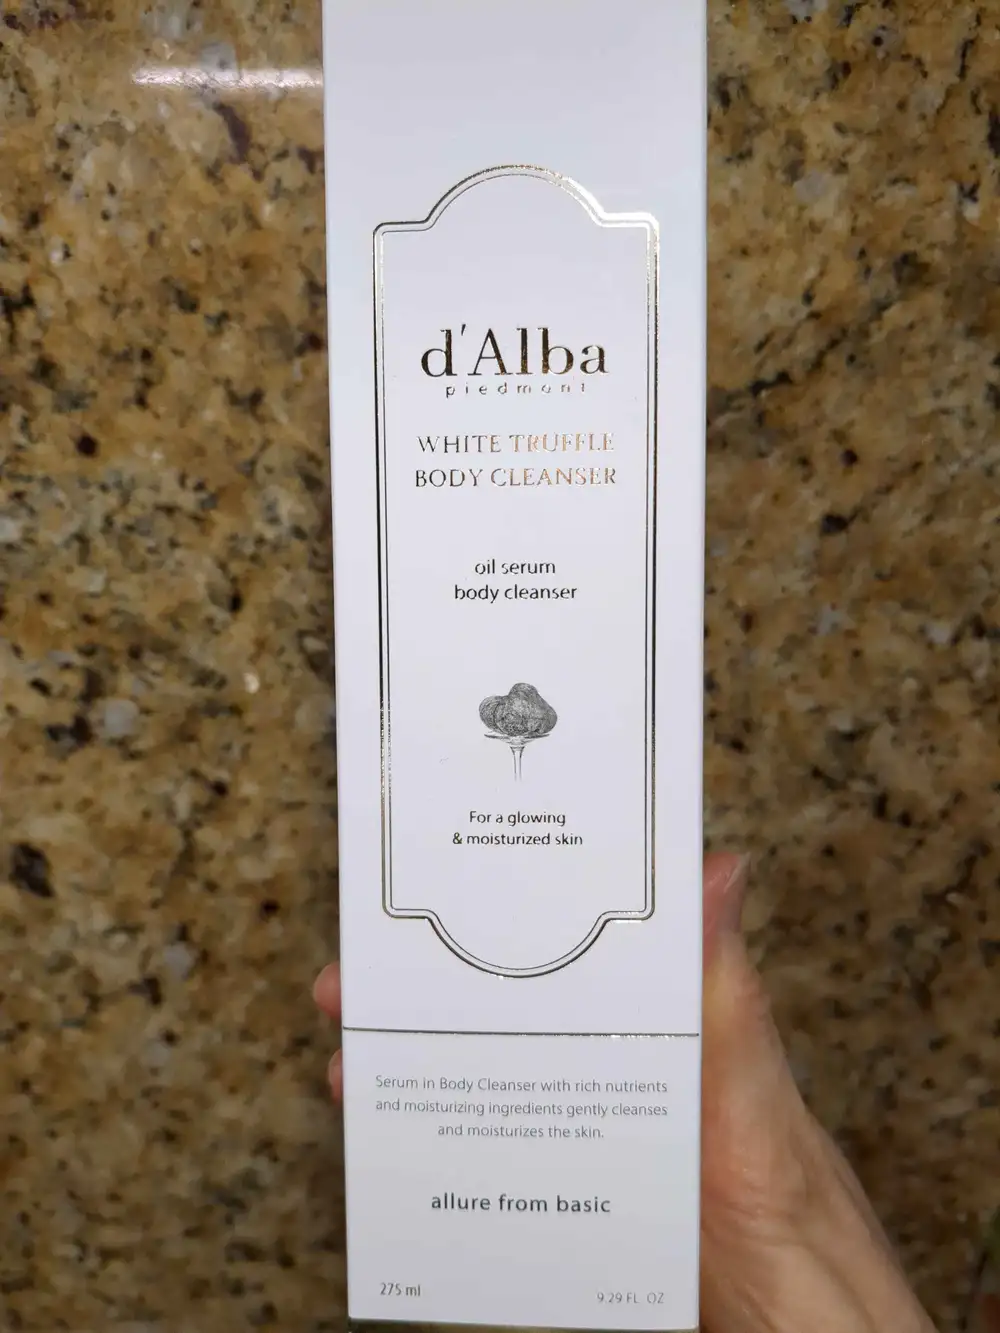 d'Alba
piedmont
WHITE TRUFFLE
BODY CLEANSER
oil serum
body cleanser
For a glowing
& moisturized skin
Serum in Body Cleanser with rich nutrients
and moisturizing ingredients gently cleanses
and moisturizes the skin.
allure from basic
275 ml
9.29 FL OZ